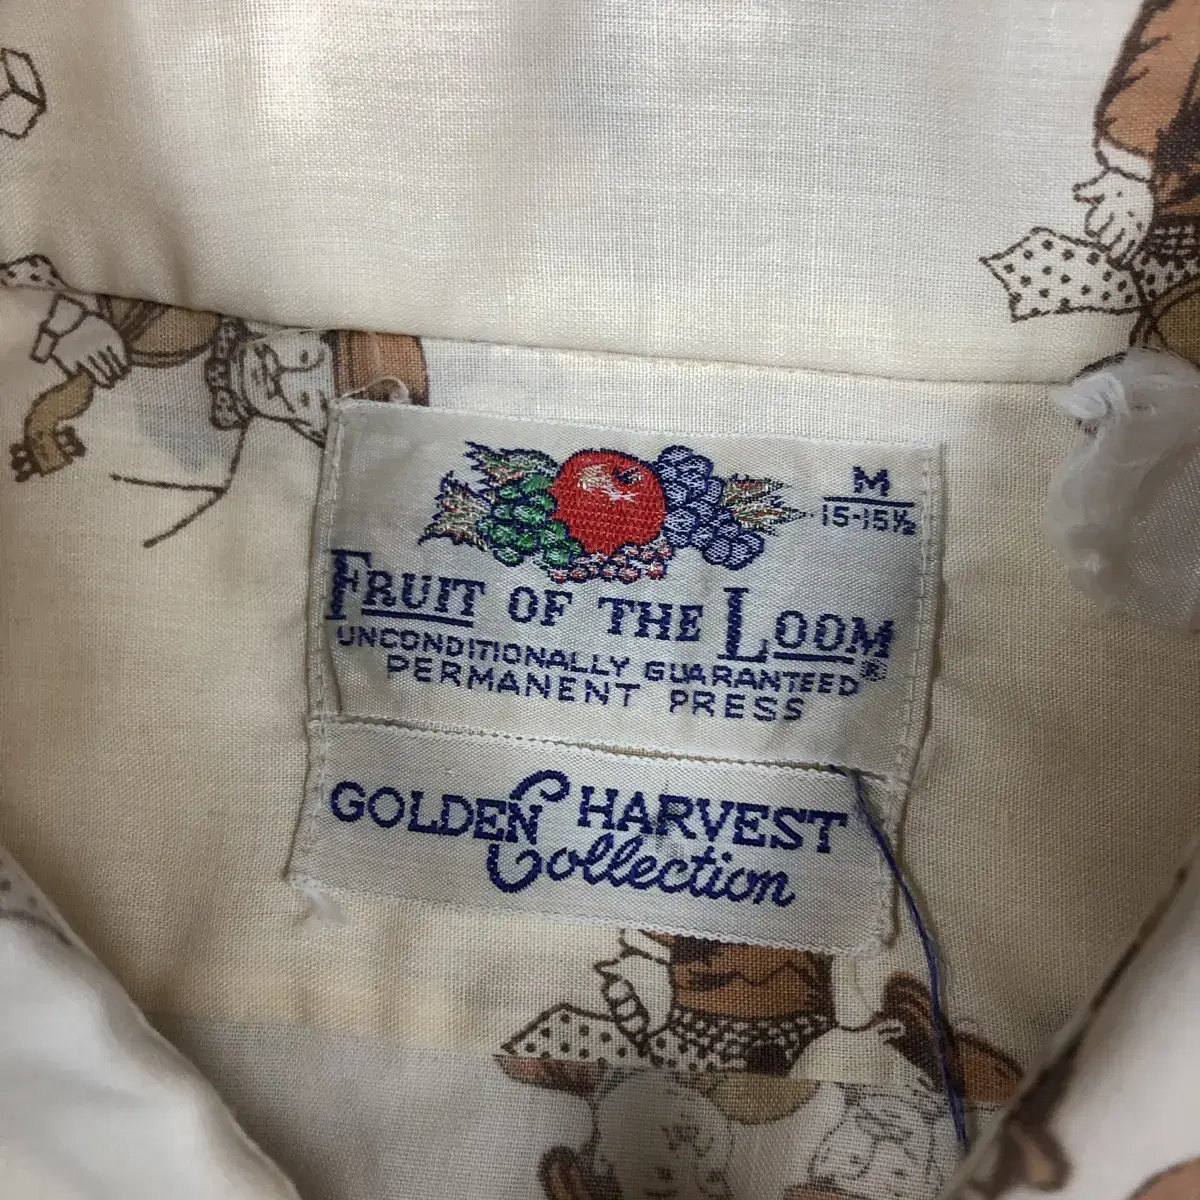 M
15-15½
FRUIT OF THE LOOM®
UNCONDITIONALLY GUARANTEED
PERMANENT PRESS
GOLDEN HARVEST
Collection